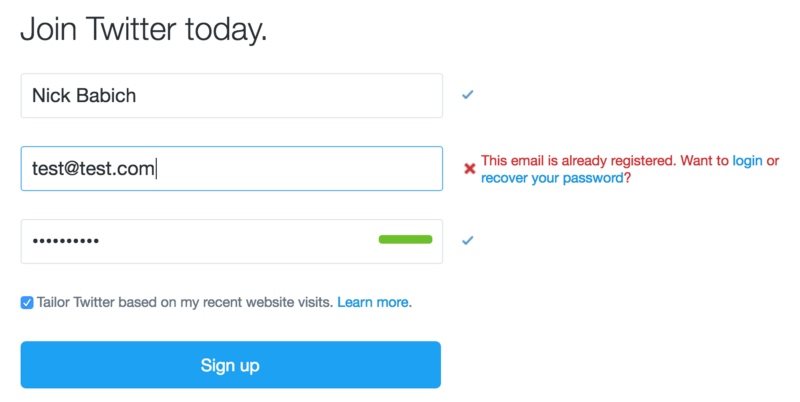 Join Twitter today.
Nick Babich
test@test.com
This email is already registered. Want to login or
recover your password?
••••••••••
Tailor Twitter based on my recent website visits. Learn more.
Sign up